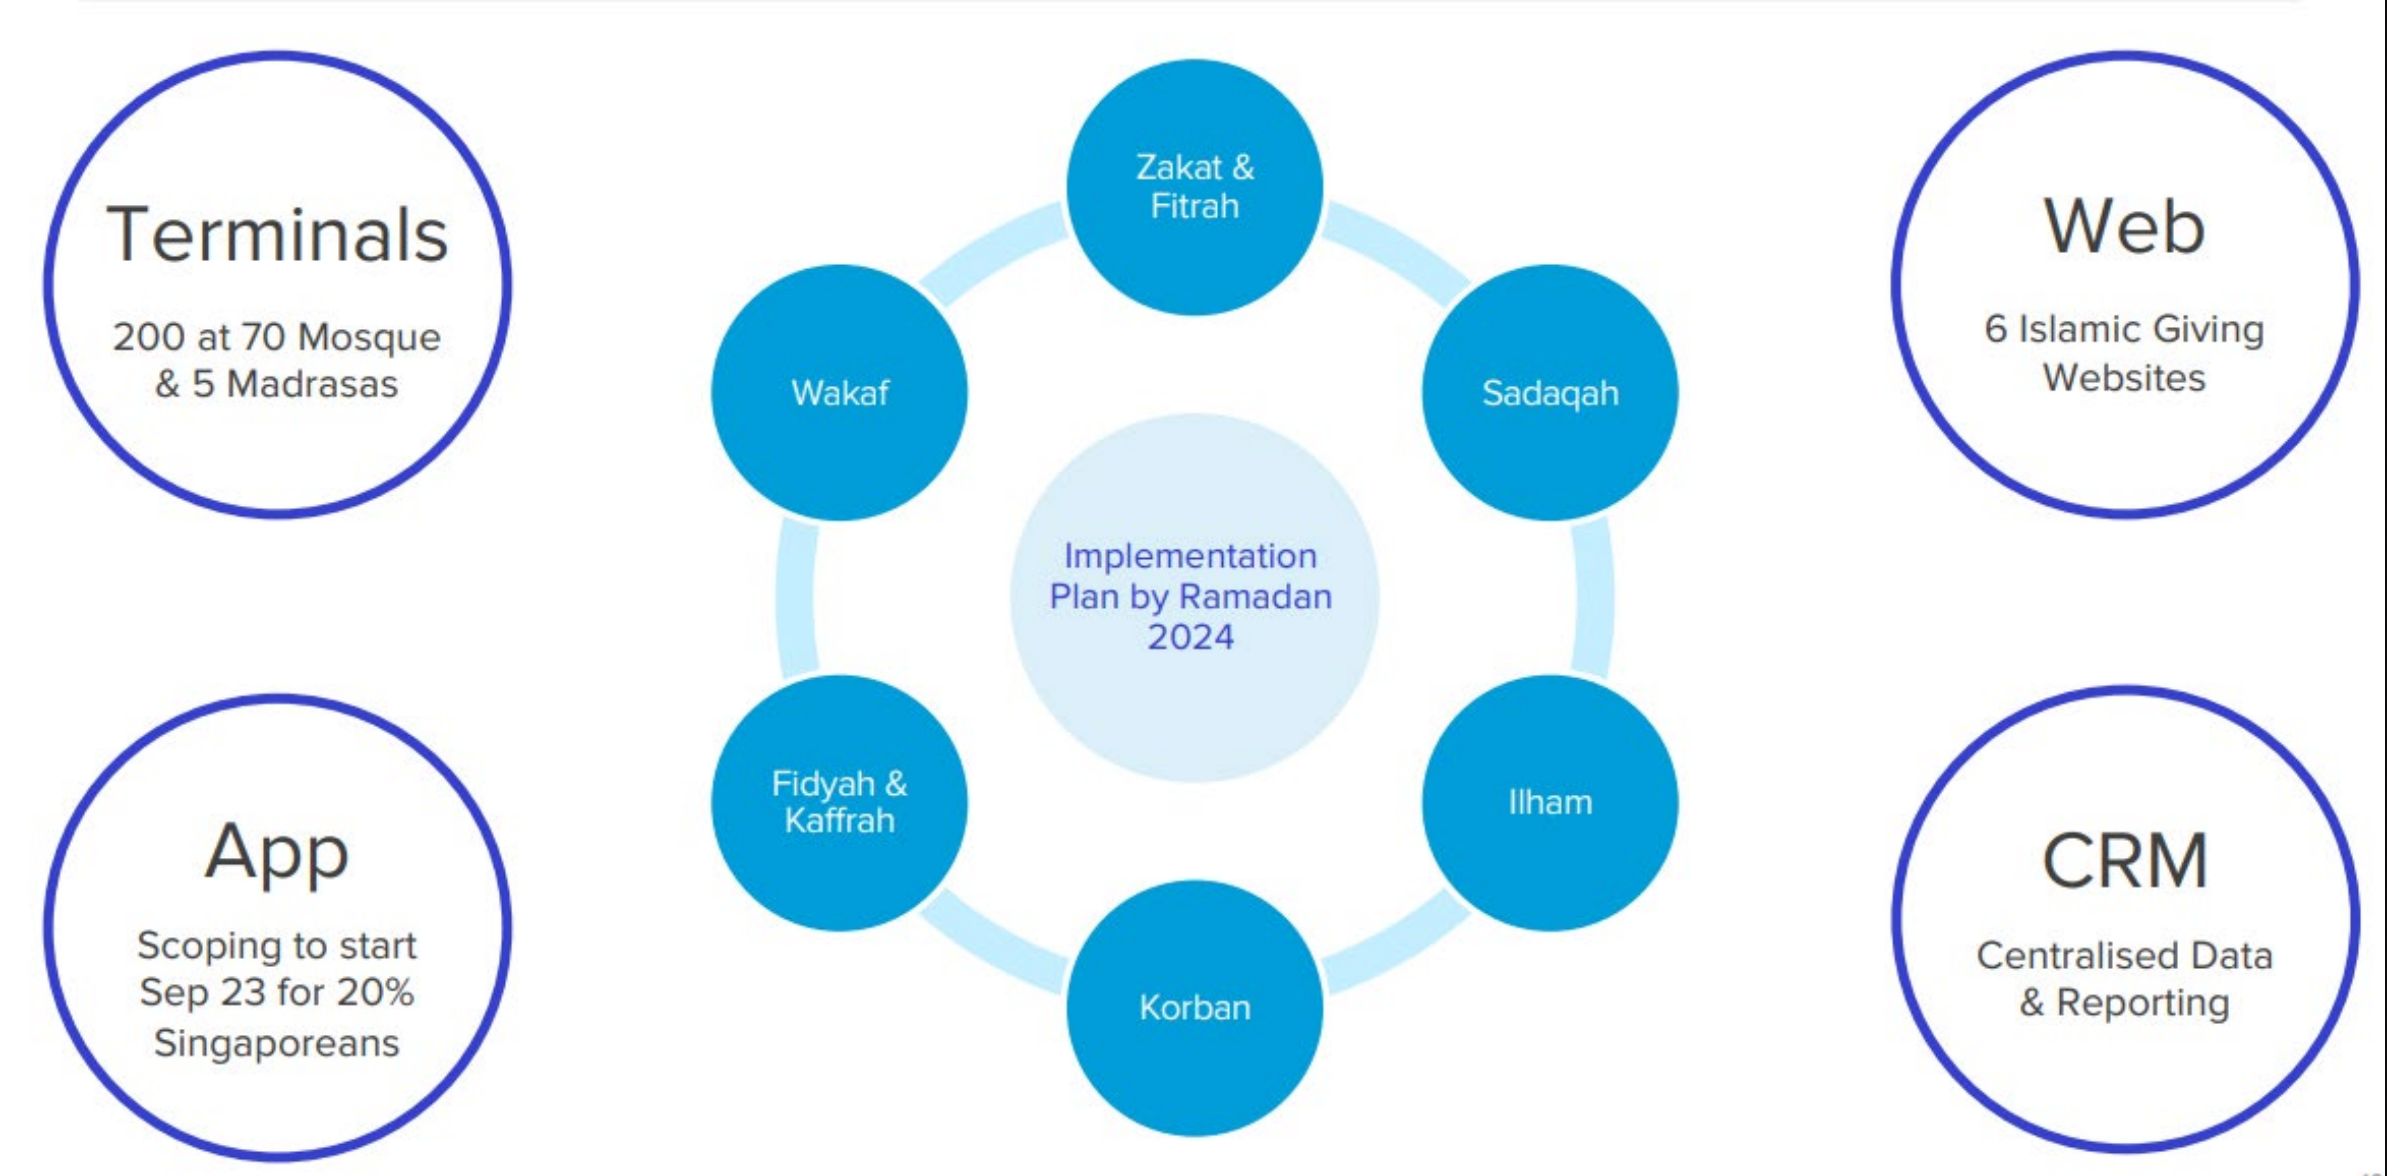 Terminals
200 at 70 Mosque
& 5 Madrasas
App
Scoping to start
Sep 23 for 20%
Singaporeans
Zakat &
Fitrah
Sadaqah
Ilham
Korban
Fidyah &
Kaffrah
Wakaf
Implementation
Plan by Ramadan
2024
Web
6 Islamic Giving
Websites
CRM
Centralised Data
& Reporting